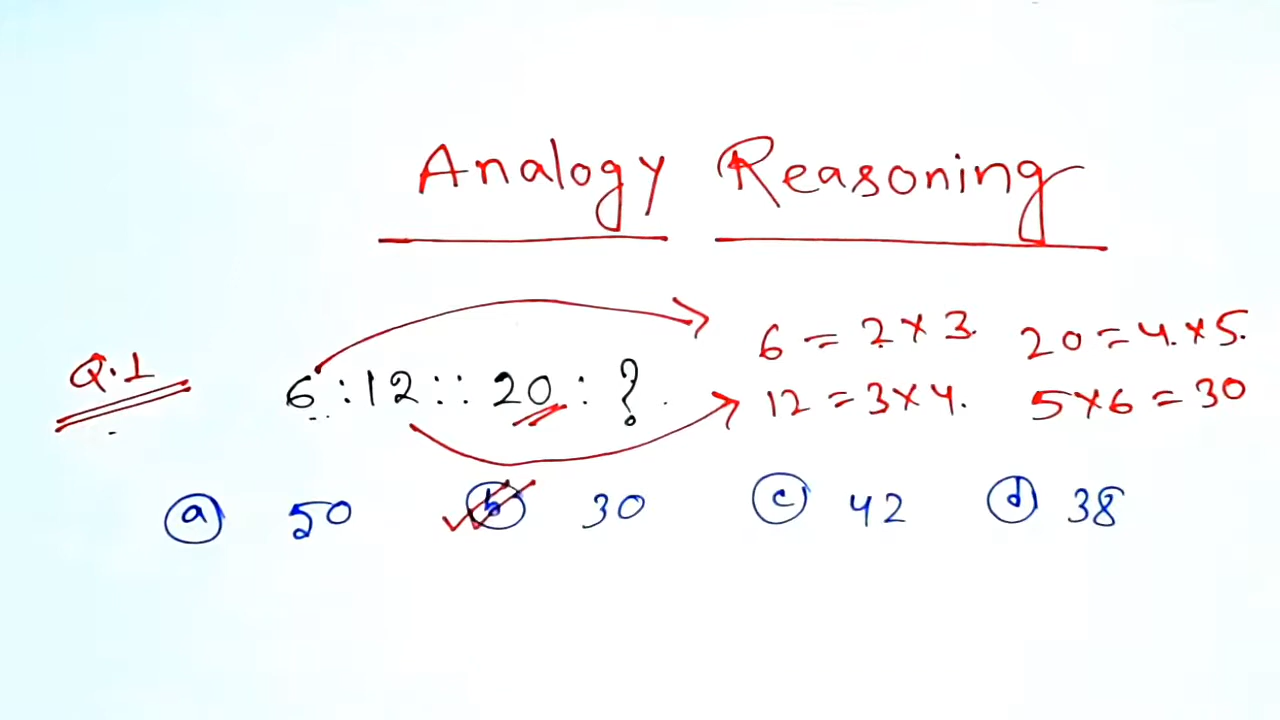 Analogy Reasoning
Q.1
6 : 12 :: 20 : ?
6 = 2 × 3. 20 = 4. × 5.
12 = 3 × 4. 5 × 6 = 30
a 50 b 30 c 42 d 38